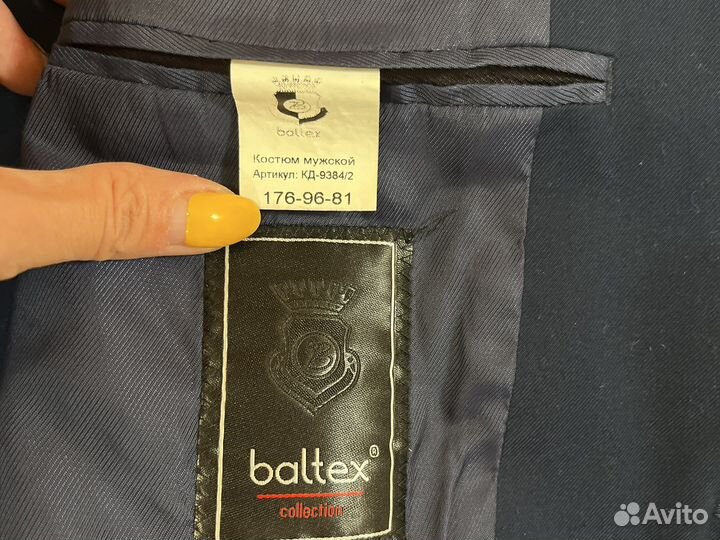 baltex
Костюм мужской
Артикул: КД-9384/2
176-96-81
baltex®
collection
Avito